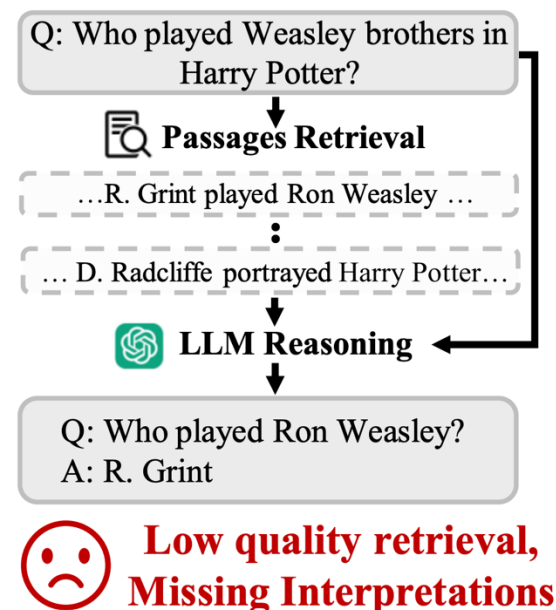 Q: Who played Weasley brothers in
Harry Potter?
Passages Retrieval
...R. Grint played Ron Weasley ...
:
... D. Radcliffe portrayed Harry Potter...
LLM Reasoning
Q: Who played Ron Weasley?
A: R. Grint
Low quality retrieval,
Missing Interpretations